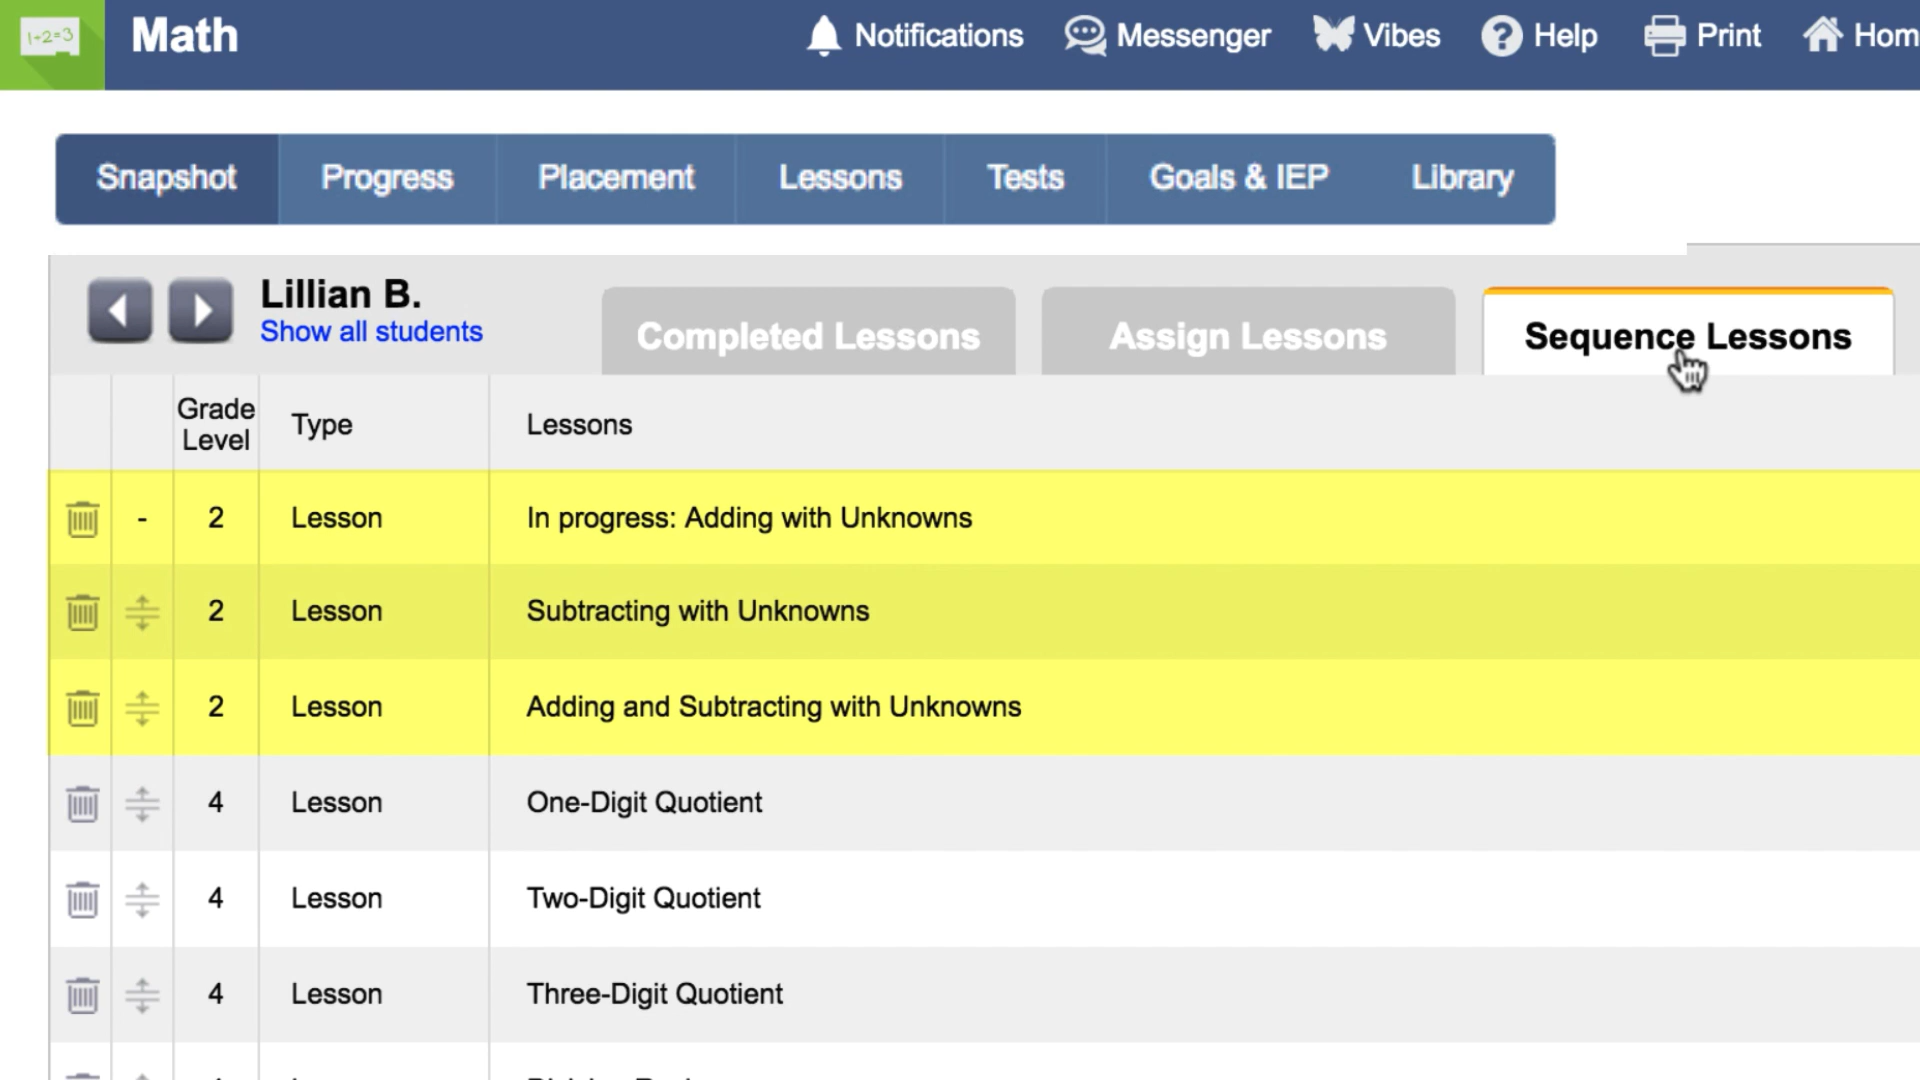 1+2=3
Math
Notifications
Messenger
Vibes
Help
Print
Hom
Snapshot
Progress
Placement
Lessons
Tests
Goals & IEP
Library
Lillian B.
Show all students
Completed Lessons
Assign Lessons
Sequence Lessons
Grade
Level
Type
Lessons
- 2 Lesson In progress: Adding with Unknowns
2 Lesson Subtracting with Unknowns
2 Lesson Adding and Subtracting with Unknowns
4 Lesson One-Digit Quotient
4 Lesson Two-Digit Quotient
4 Lesson Three-Digit Quotient